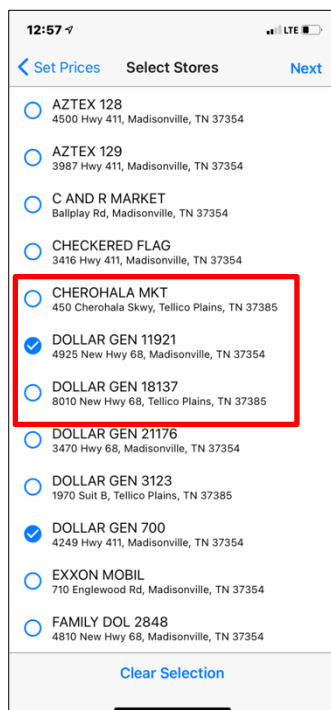 12:57 LTE
Set Prices Select Stores Next
AZTEX 128
4500 Hwy 411, Madisonville, TN 37354
AZTEX 129
3987 Hwy 411, Madisonville, TN 37354
C AND R MARKET
Ballplay Rd, Madisonville, TN 37354
CHECKERED FLAG
3416 Hwy 411, Madisonville, TN 37354
CHEROHALA MKT
450 Cherohala Skwy, Tellico Plains, TN 37385
DOLLAR GEN 11921
4925 New Hwy 68, Madisonville, TN 37354
DOLLAR GEN 18137
8010 New Hwy 68, Tellico Plains, TN 37385
DOLLAR GEN 21176
3470 Hwy 68, Madisonville, TN 37354
DOLLAR GEN 3123
1970 Suit B, Tellico Plains, TN 37385
DOLLAR GEN 700
4249 Hwy 411, Madisonville, TN 37354
EXXON MOBIL
710 Englewood Rd, Madisonville, TN 37354
FAMILY DOL 2848
4810 New Hwy 68, Madisonville, TN 37354
Clear Selection